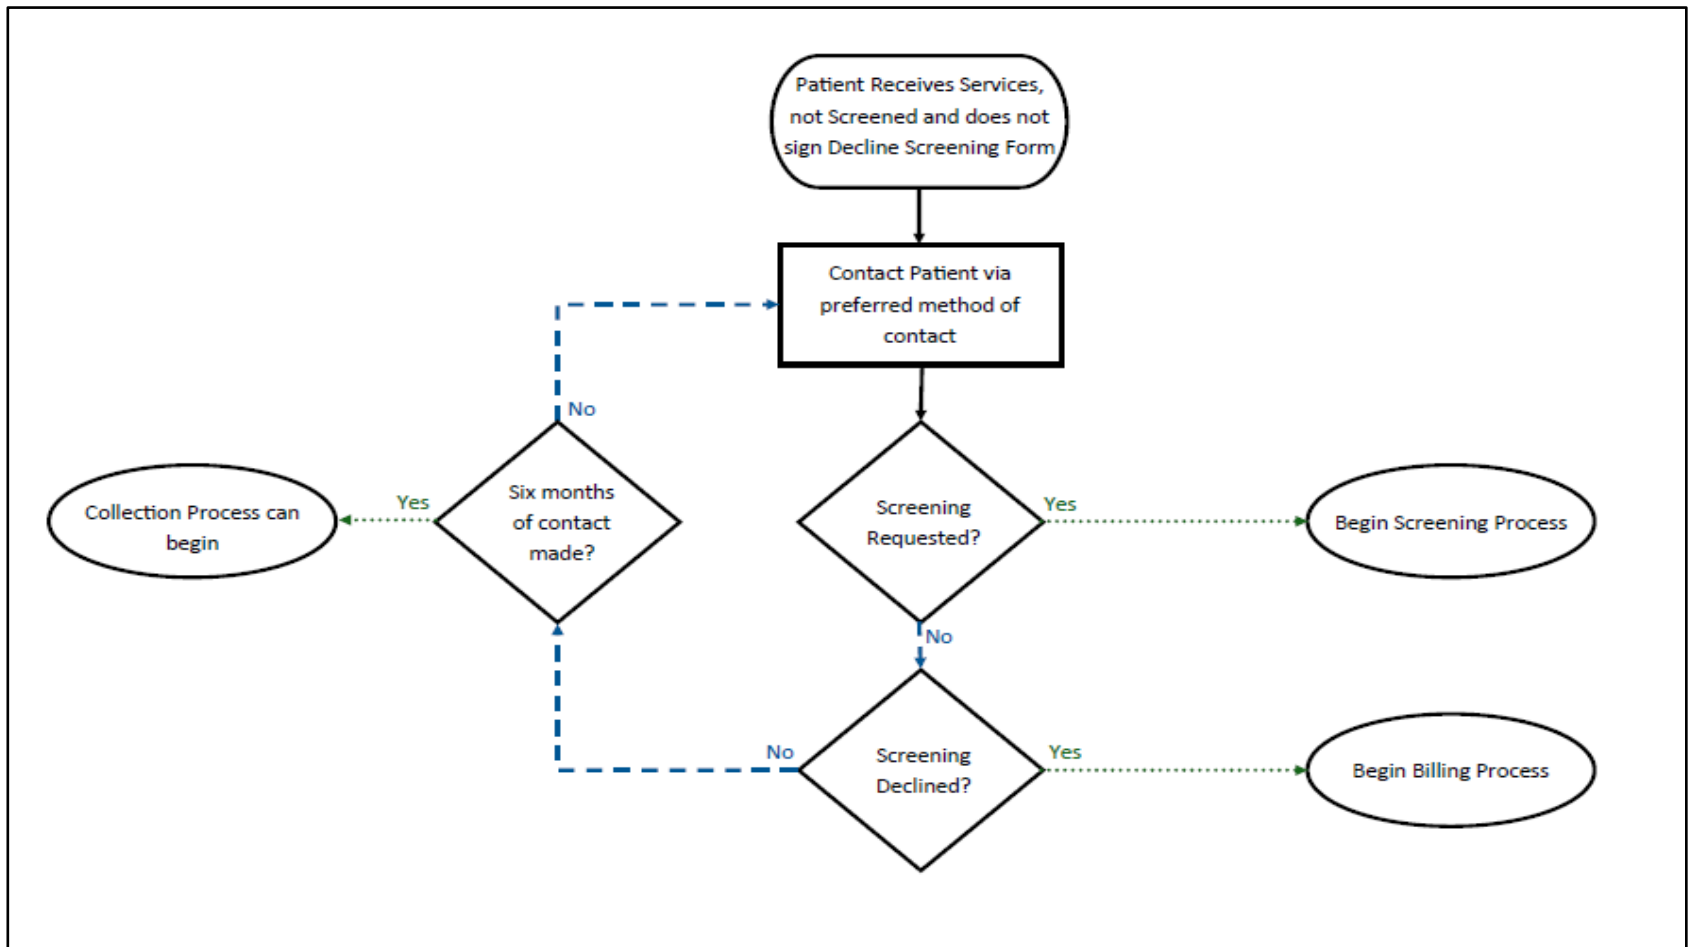 Patient Receives Services,
not Screened and does not
sign Decline Screening Form
Contact Patient via
preferred method of
contact
No
Six months
of contact
made?
Yes
Collection Process can
begin
Screening
Requested?
Yes
Begin Screening Process
No
Screening
Declined?
No
Yes
Begin Billing Process